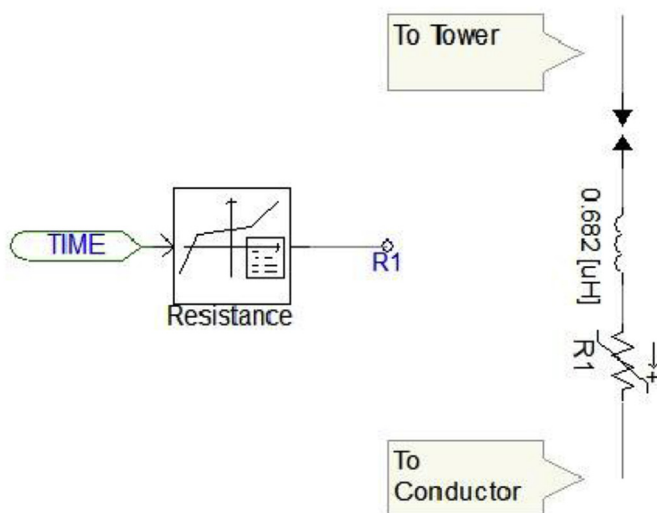 To Tower
TIME
Resistance
R1
0.682 [uH]
R1
+
To
Conductor